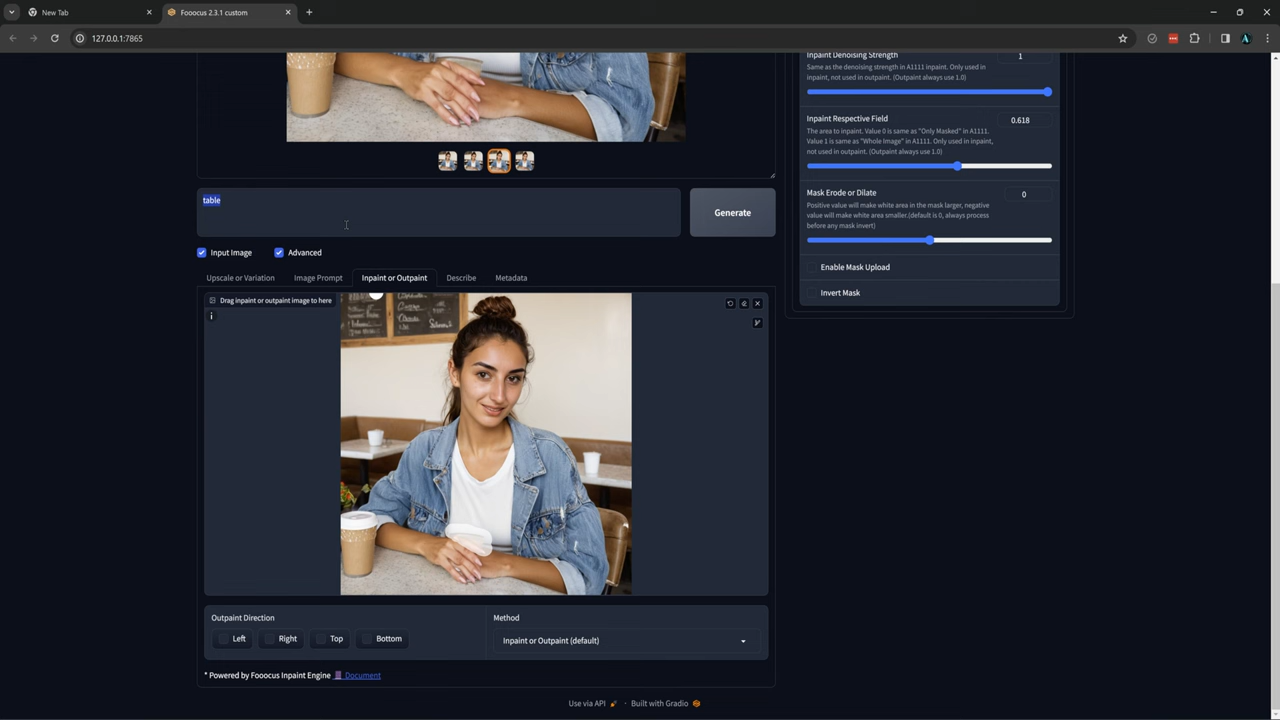 New Tab
Fooocus 2.3.1 custom
127.0.0.1:7865
Inpaint Denoising Strength
1
Same as the denoising strength in A1111 inpaint. Only used in
inpaint, not used in outpaint. (Outpaint always use 1.0)
Inpaint Respective Field
0.618
The area to inpaint. Value 0 is same as "Only Masked" in A1111.
Value 1 is same as "Whole Image" in A1111. Only used in inpaint,
not used in outpaint. (Outpaint always use 1.0)
Mask Erode or Dilate
0
Positive value will make white area in the mask larger, negative
value will make white area smaller.(default is 0, always process
before any mask invert)
Enable Mask Upload
Invert Mask
table
Generate
Input Image
Advanced
Upscale or Variation
Image Prompt
Inpaint or Outpaint
Describe
Metadata
Drag inpaint or outpaint image to here
i
Outpaint Direction
Left
Right
Top
Bottom
Method
Inpaint or Outpaint (default)
* Powered by Fooocus Inpaint Engine 📔 Document
Use via API 🚀 · Built with Gradio